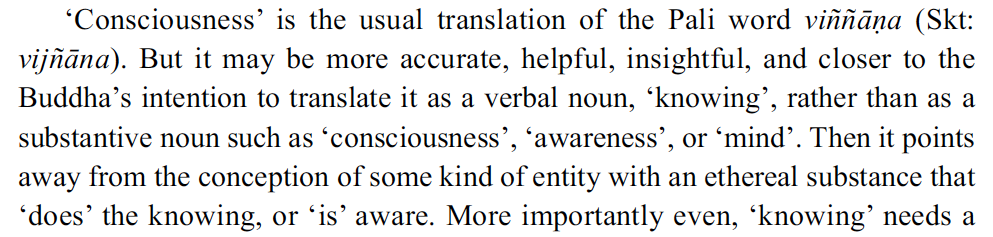 ‘Consciousness’ is the usual translation of the Pali word viññāṇa (Skt:
vijñāna). But it may be more accurate, helpful, insightful, and closer to the
Buddha’s intention to translate it as a verbal noun, ‘knowing’, rather than as a
substantive noun such as ‘consciousness’, ‘awareness’, or ‘mind’. Then it points
away from the conception of some kind of entity with an ethereal substance that
‘does’ the knowing, or ‘is’ aware. More importantly even, ‘knowing’ needs a